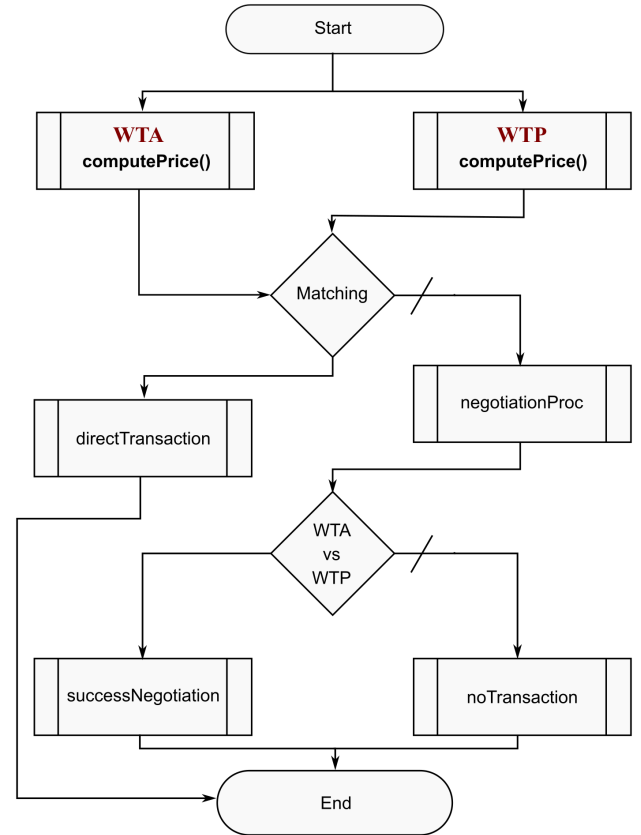 Start
WTA
computePrice()
WTP
computePrice()
Matching
negotiationProc
directTransaction
WTA
vs
WTP
successNegotiation
noTransaction
End